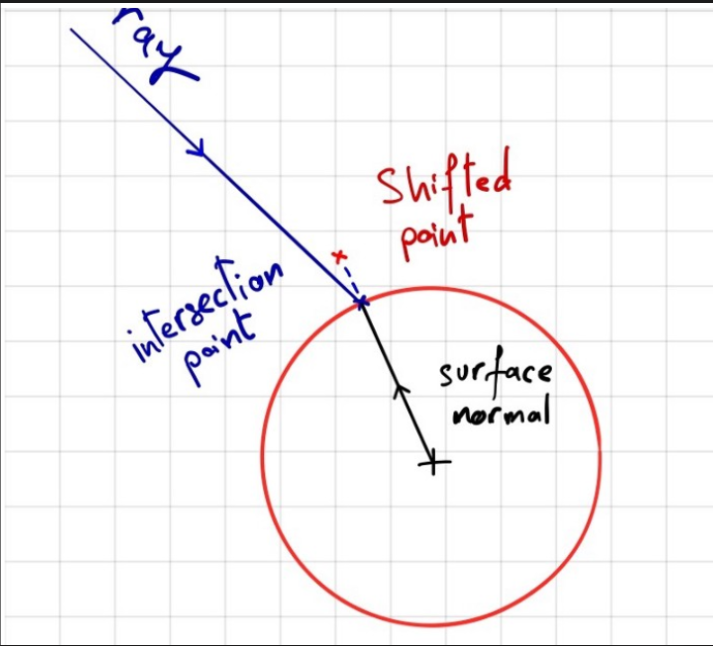 ray
Shifted
point
intersection
point
surface
normal